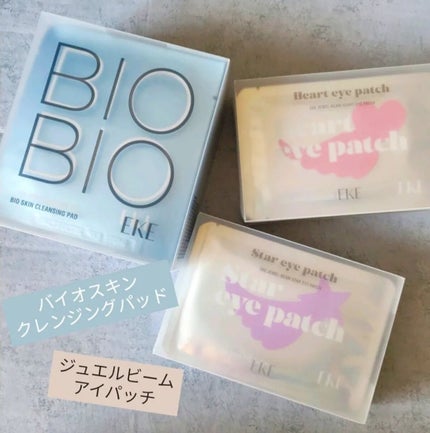 BIO
BIO
BIO SKIN CLEANSING PAD
EKE
Heart eye patch
eye patch
EKE
EKE
Star eye patch
Star
eye patch
EKE
EKE
バイオスキン
クレンジングパッド
ジュエルビーム
アイパッチ